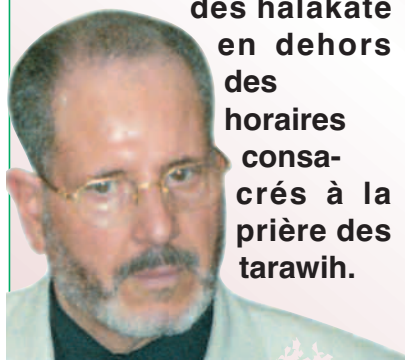 des halakate
en dehors
des
horaires
consa-
crés à la
prière des
tarawih.